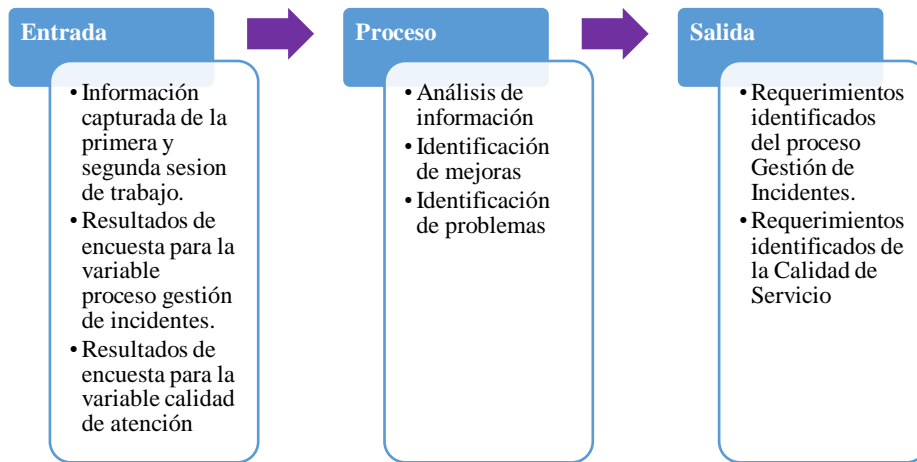 Entrada
• Información
capturada de la
primera y
segunda sesion
de trabajo.
• Resultados de
encuesta para la
variable
proceso gestión
de incidentes.
• Resultados de
encuesta para la
variable calidad
de atención
Proceso
• Análisis de
información
• Identificación
de mejoras
• Identificación
de problemas
Salida
• Requerimientos
identificados
del proceso
Gestión de
Incidentes.
• Requerimientos
identificados de
la Calidad de
Servicio